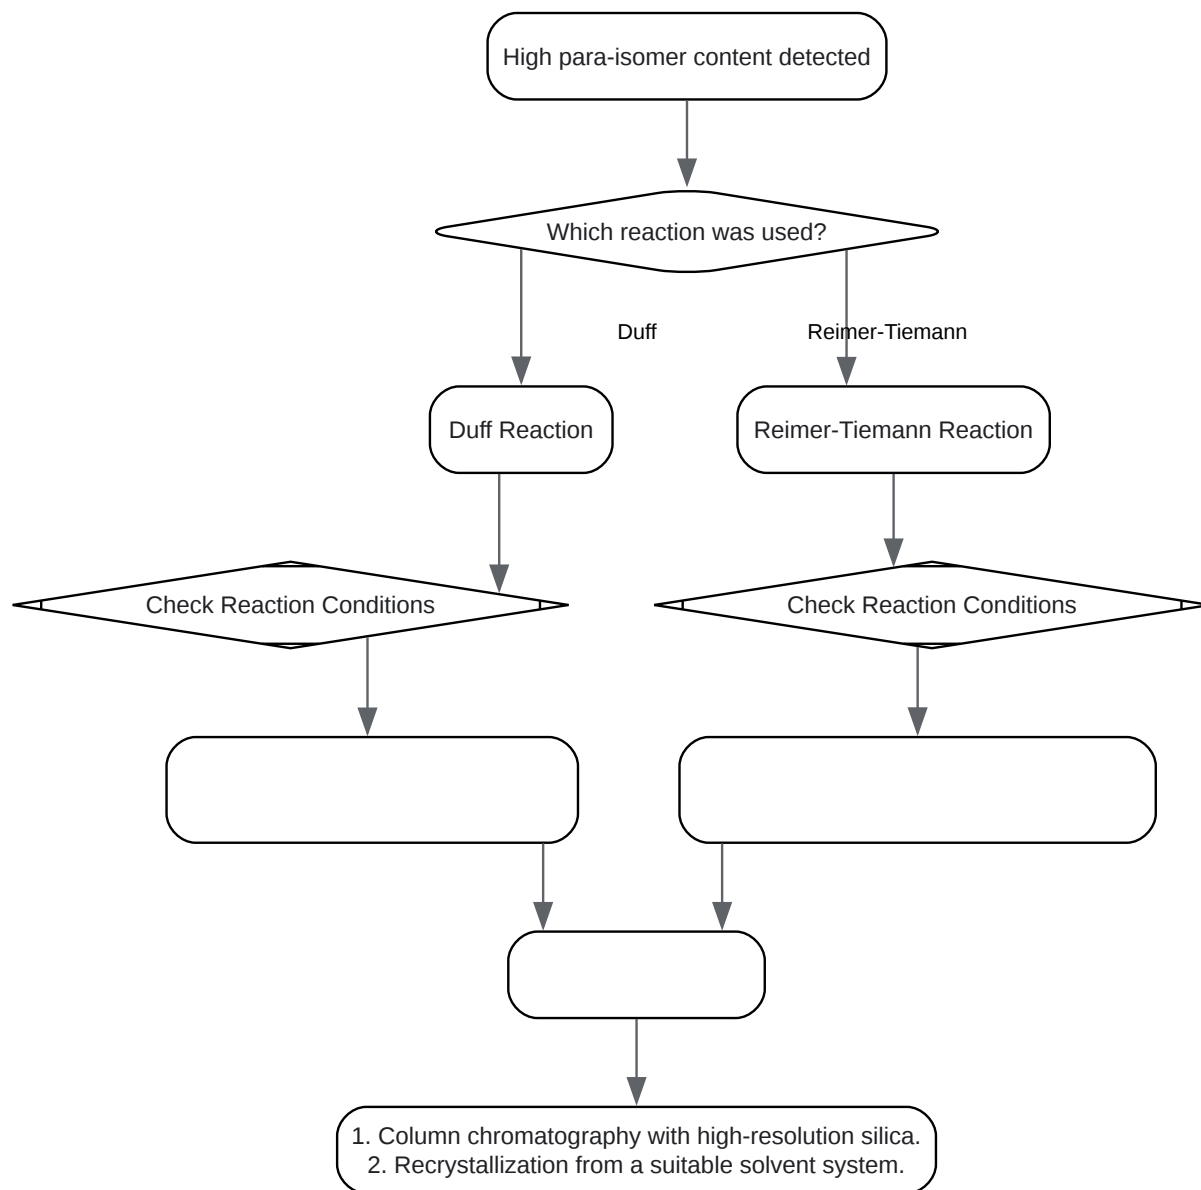 High para-isomer content detected
Which reaction was used?
Duff
Reimer-Tiemann
Duff Reaction
Reimer-Tiemann Reaction
Check Reaction Conditions
Check Reaction Conditions
1. Column chromatography with high-resolution silica.
2. Recrystallization from a suitable solvent system.